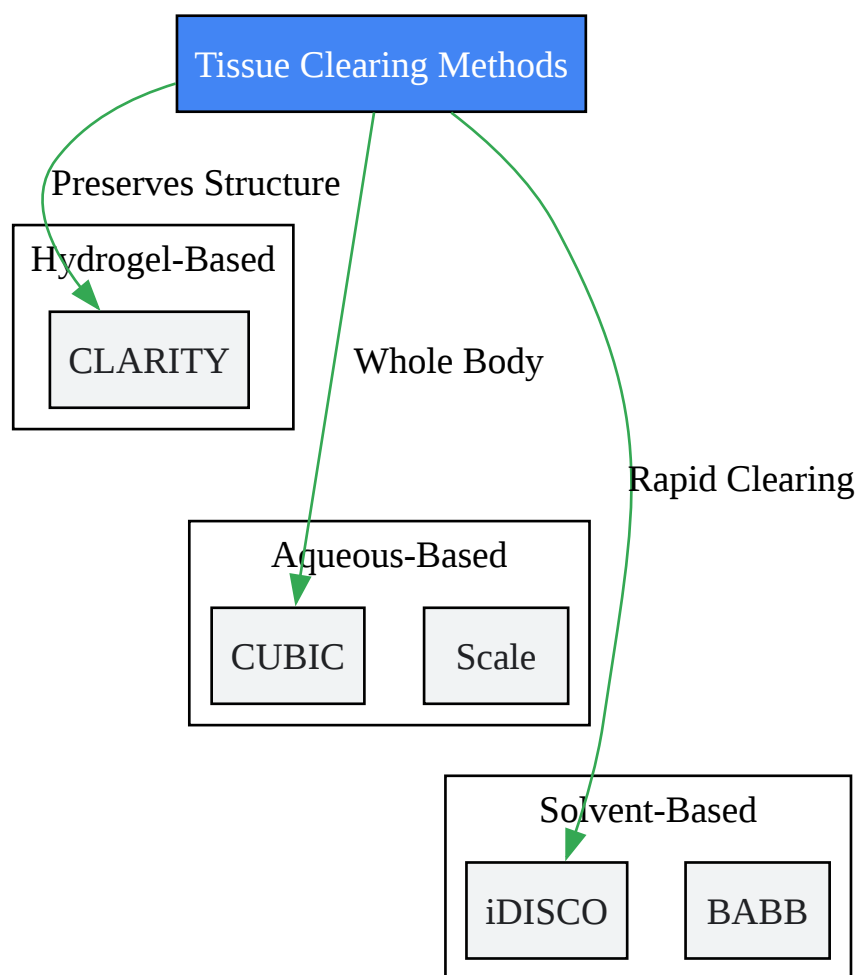 Tissue Clearing Methods
Preserves Structure
Hydrogel-Based
CLARITY
Whole Body
Rapid Clearing
Aqueous-Based
CUBIC
Scale
Solvent-Based
iDISCO
BABB